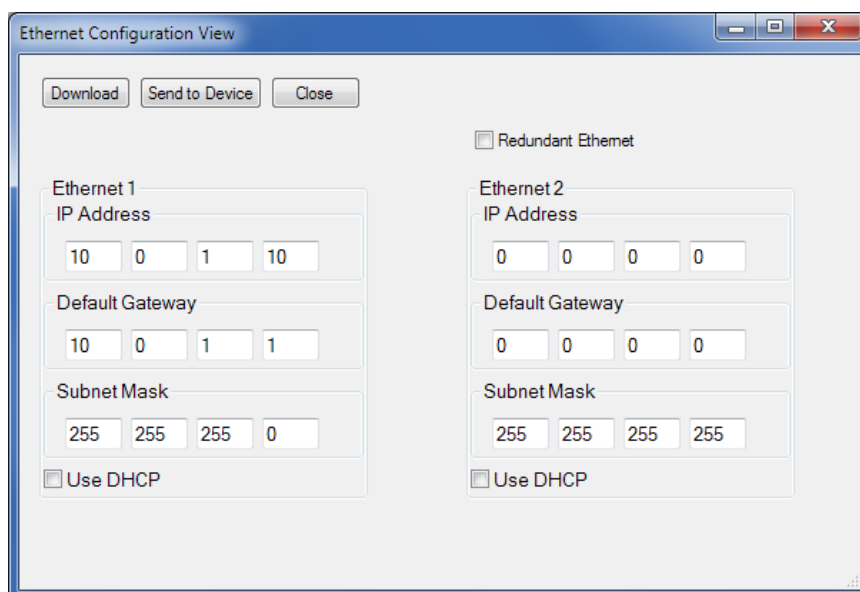 Ethernet Configuration View
Download Send to Device Close
Redundant Ethernet
Ethernet 1
IP Address
10 0 1 10
Default Gateway
10 0 1 1
Subnet Mask
255 255 255 0
Use DHCP
Ethernet 2
IP Address
0 0 0 0
Default Gateway
0 0 0 0
Subnet Mask
255 255 255 255
Use DHCP